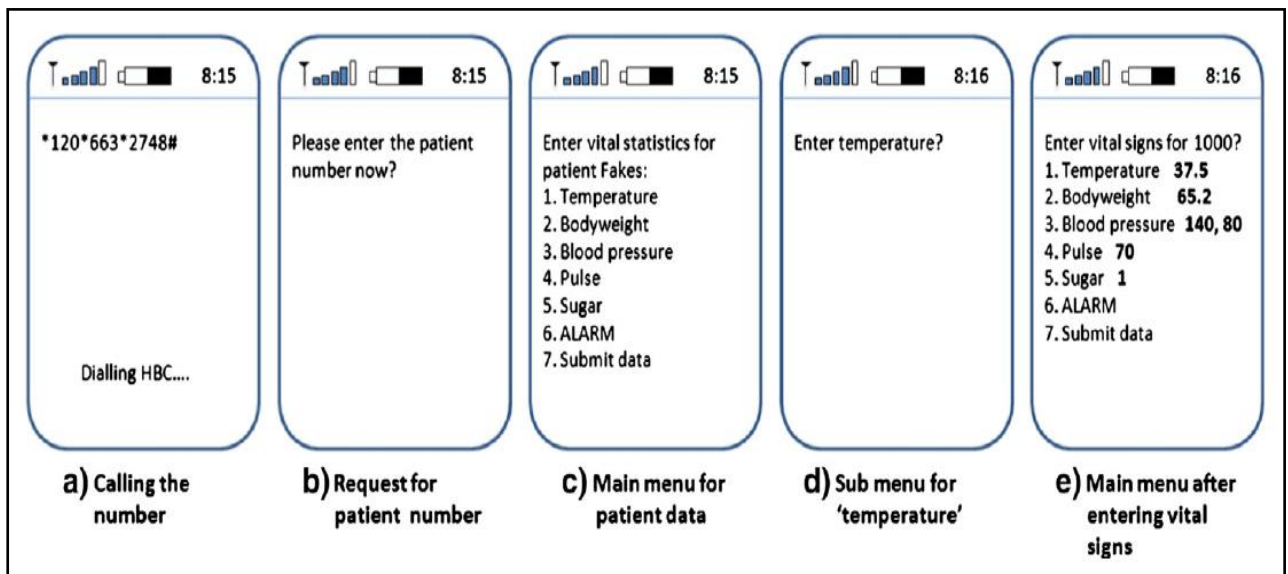 8:15
*120*663*2748#
Dialling HBC....
a) Calling the
number
8:15
Please enter the patient
number now?
b) Request for
patient number
8:15
Enter vital statistics for
patient Fakes:
1. Temperature
2. Bodyweight
3. Blood pressure
4. Pulse
5. Sugar
6. ALARM
7. Submit data
c) Main menu for
patient data
8:16
Enter temperature?
d) Sub menu for
'temperature'
8:16
Enter vital signs for 1000?
1. Temperature 37.5
2. Bodyweight 65.2
3. Blood pressure 140, 80
4. Pulse 70
5. Sugar 1
6. ALARM
7. Submit data
e) Main menu after
entering vital
signs